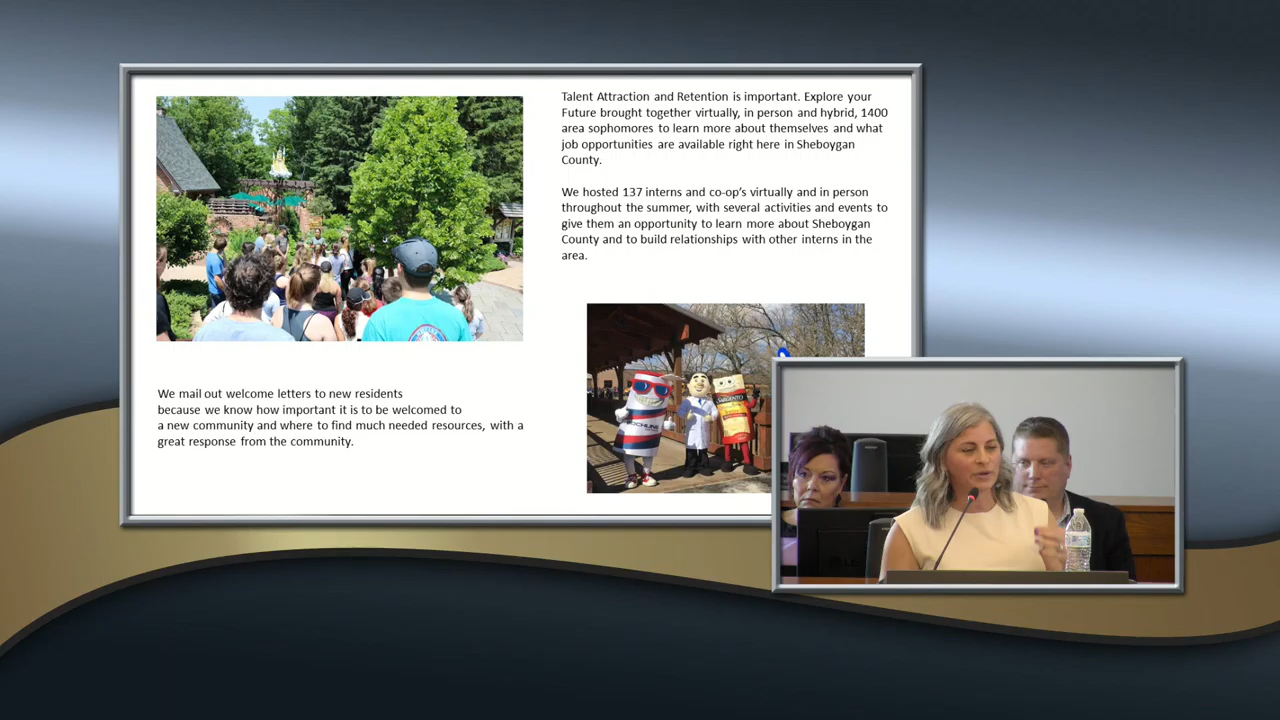 Talent Attraction and Retention is important. Explore your
Future brought together virtually, in person and hybrid, 1400
area sophomores to learn more about themselves and what
job opportunities are available right here in Sheboygan
County.
We hosted 137 interns and co-op's virtually and in person
throughout the summer, with several activities and events to
give them an opportunity to learn more about Sheboygan
County and to build relationships with other interns in the
area.
We mail out welcome letters to new residents
because we know how important it is to be welcomed to
a new community and where to find much needed resources, with a
great response from the community.
SARGENTO